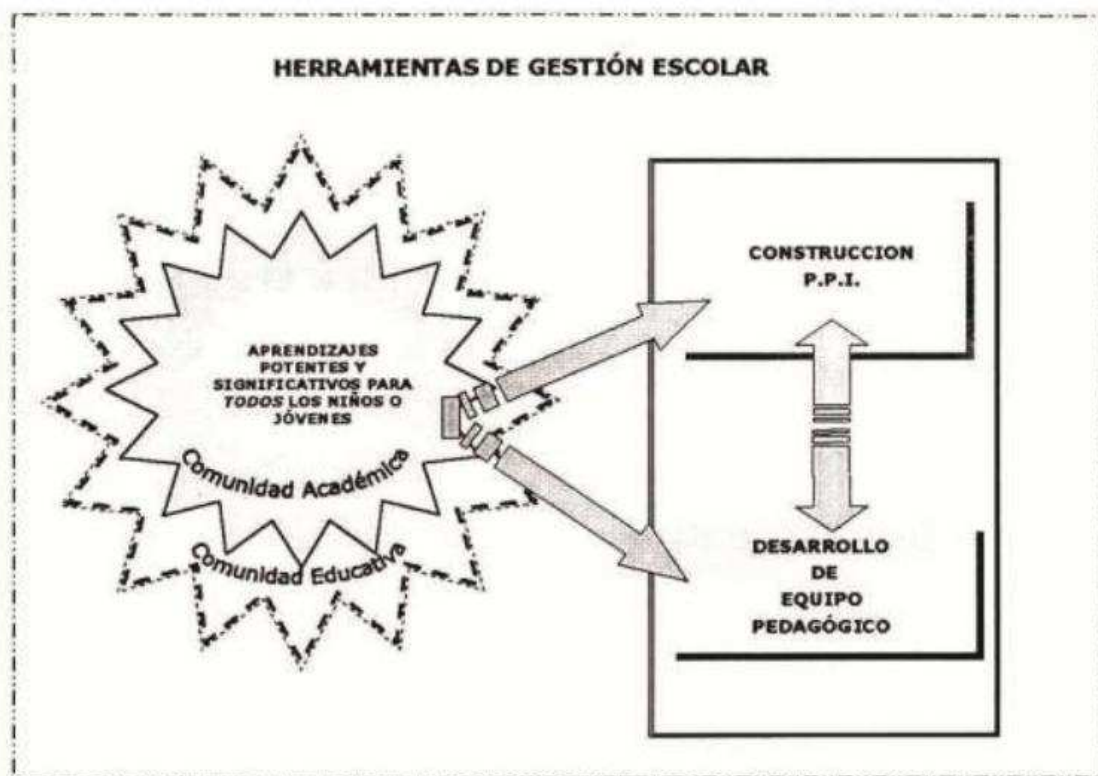 HERRAMIENTAS DE GESTIÓN ESCOLAR
APRENDIZAJES
POTENTES Y
SIGNIFICATIVOS PARA
TODOS LOS NIÑOS O
JÓVENES
Comunidad Académica
Comunidad Educativa
CONSTRUCCION
P.P.I.
DESARROLLO
DE
EQUIPO
PEDAGÓGICO